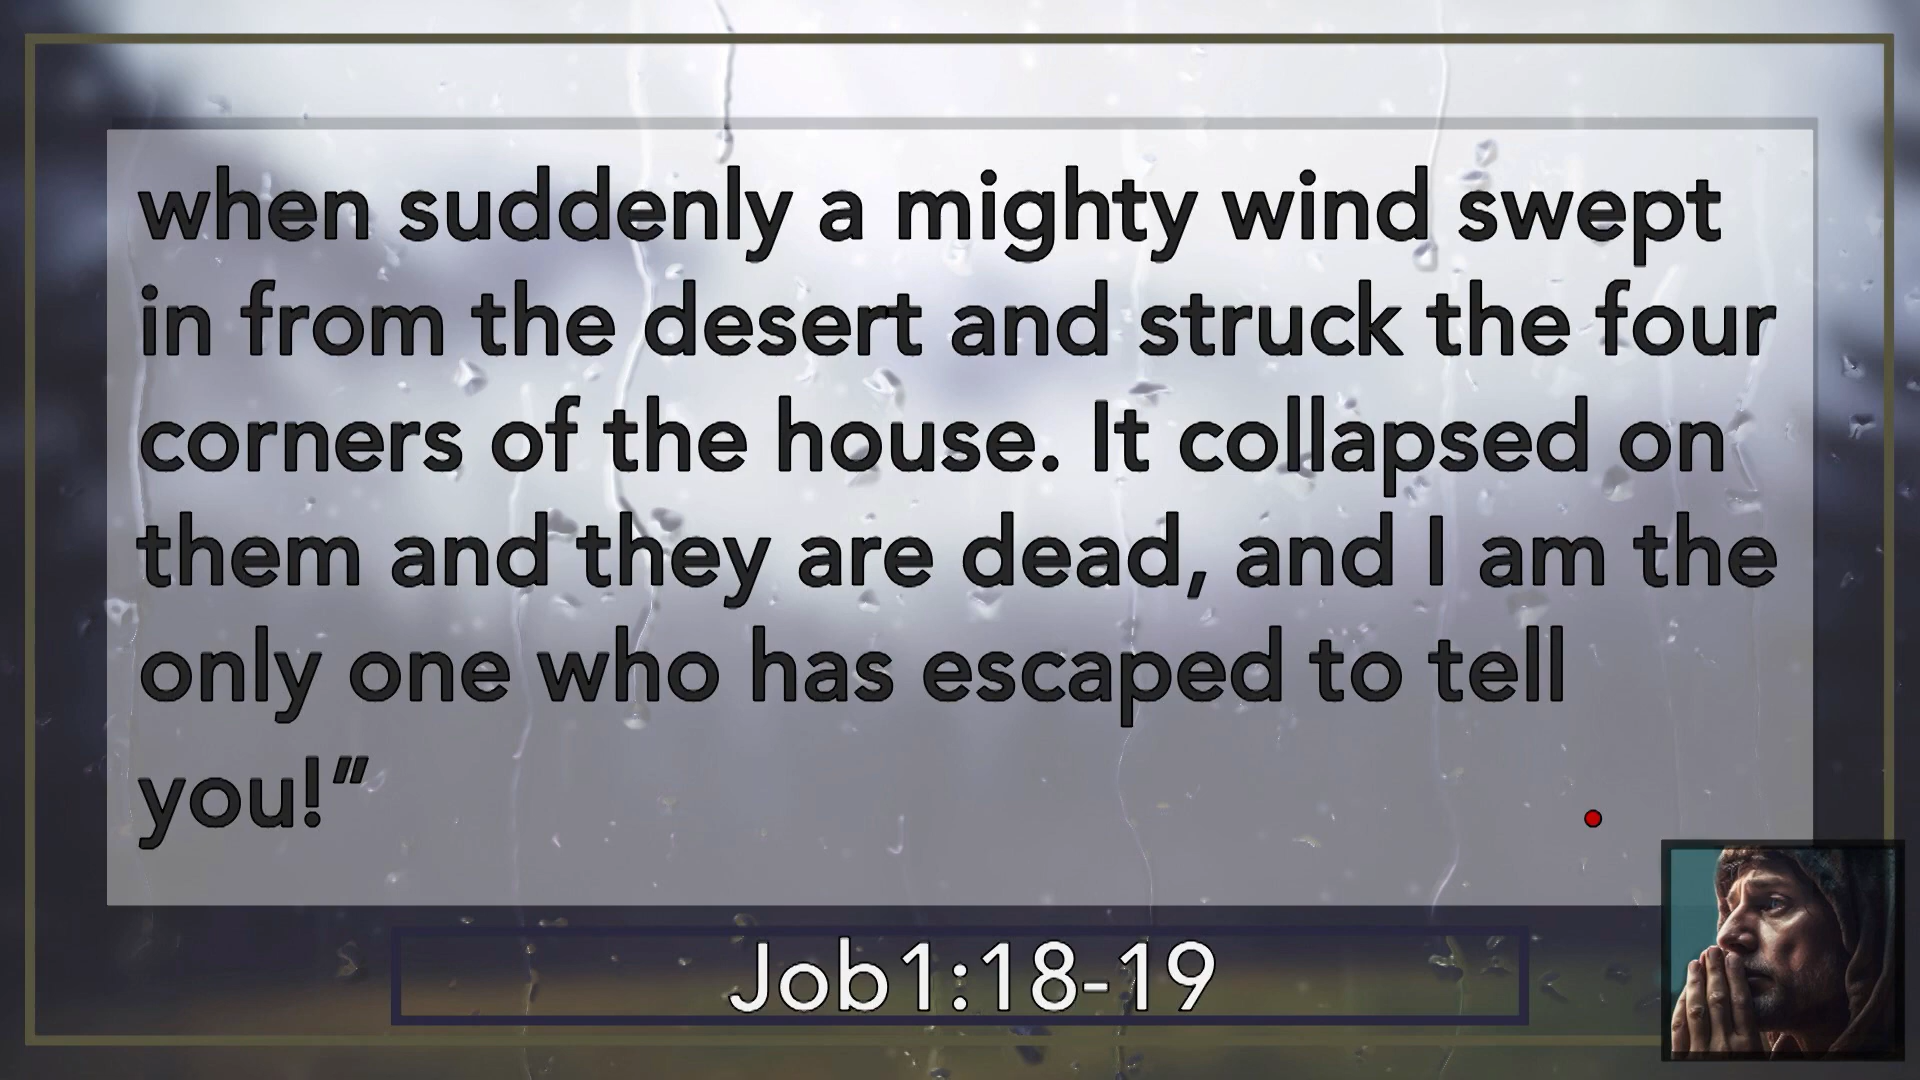 when suddenly a mighty wind swept
in from the desert and struck the four
corners of the house. It collapsed on
them and they are dead, and I am the
only one who has escaped to tell
you!”
Job1:18-19